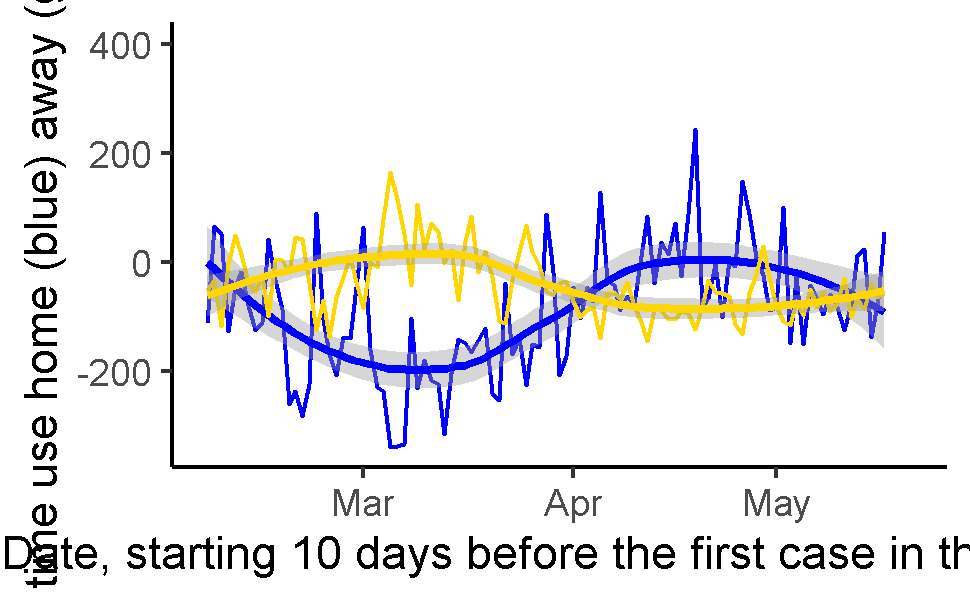 time use home (blue) away (
400
200
0
-200
Mar Apr May
Date, starting 10 days before the first case in th